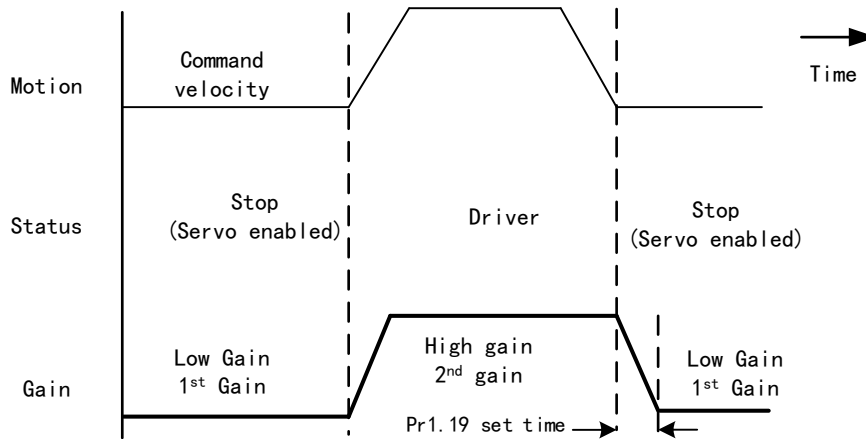 Command
velocity
Motion
Time
Stop
(Servo enabled)
Driver
Stop
(Servo enabled)
Status
Low Gain
1st Gain
High gain
2nd gain
Low Gain
1st Gain
Gain
Pr1.19 set time